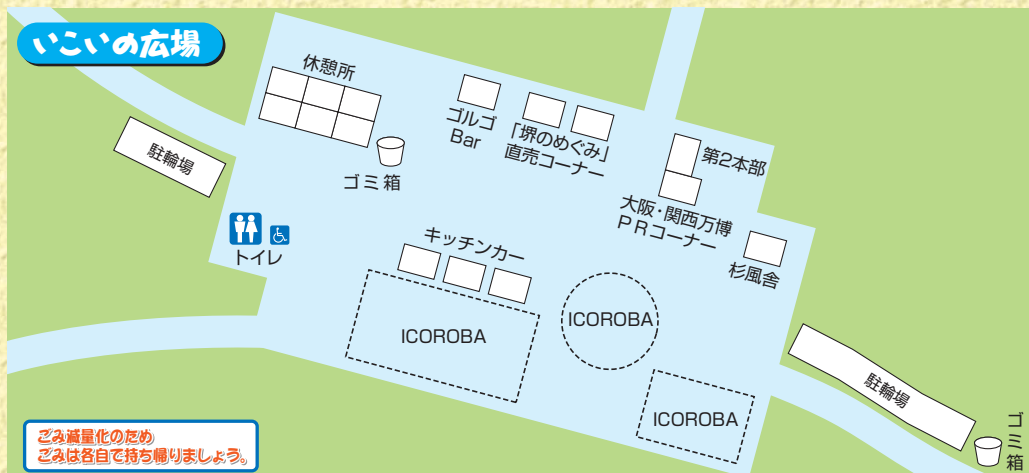 いこいの広場
休憩所
駐輪場
ゴミ箱
ゴルゴ
Bar
「堺のめぐみ」
直売コーナー
第2本部
大阪・関西万博
PRコーナー
杉風舎
トイレ
キッチンカー
ICOROBA
ICOROBA
ICOROBA
駐輪場
ゴミ箱
ごみ減量化のため
ごみは各自で持ち帰りましょう。